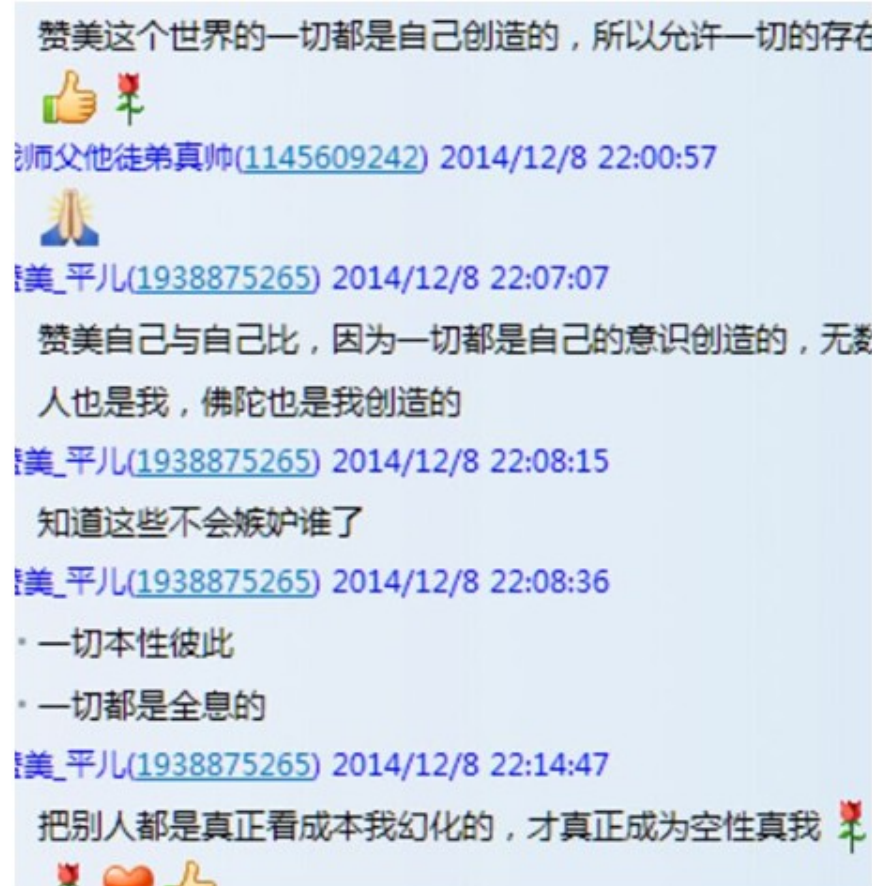 赞美这个世界的一切都是自己创造的，所以允许一切的存在
师父他徒弟真帅(1145609242) 2014/12/8 22:00:57
美_平儿(1938875265) 2014/12/8 22:07:07
赞美自己与自己比，因为一切都是自己的意识创造的，无数
人也是我，佛陀也是我创造的
美_平儿(1938875265) 2014/12/8 22:08:15
知道这些不会嫉妒谁了
美_平儿(1938875265) 2014/12/8 22:08:36
一切本性彼此
一切都是全息的
美_平儿(1938875265) 2014/12/8 22:14:47
把别人都是真正看成本我幻化的，才真正成为空性真我